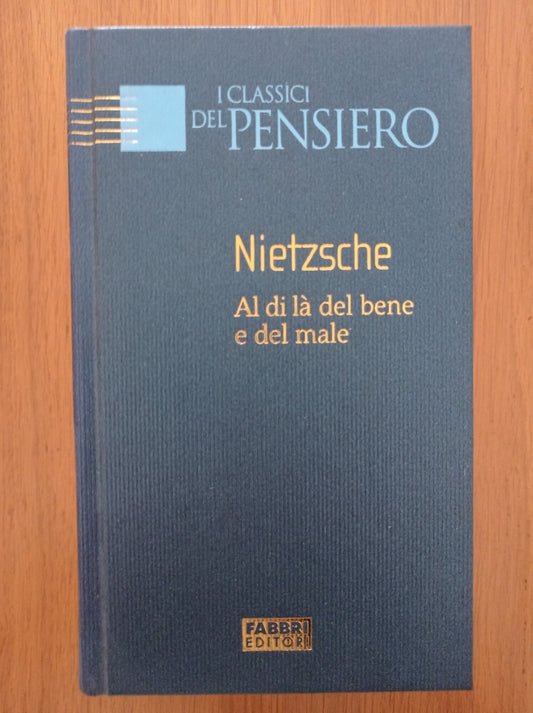 I CLASSICI
DEL PENSIERO
Nietzsche
Al di là del bene
e del male
FABBRI
EDITORI